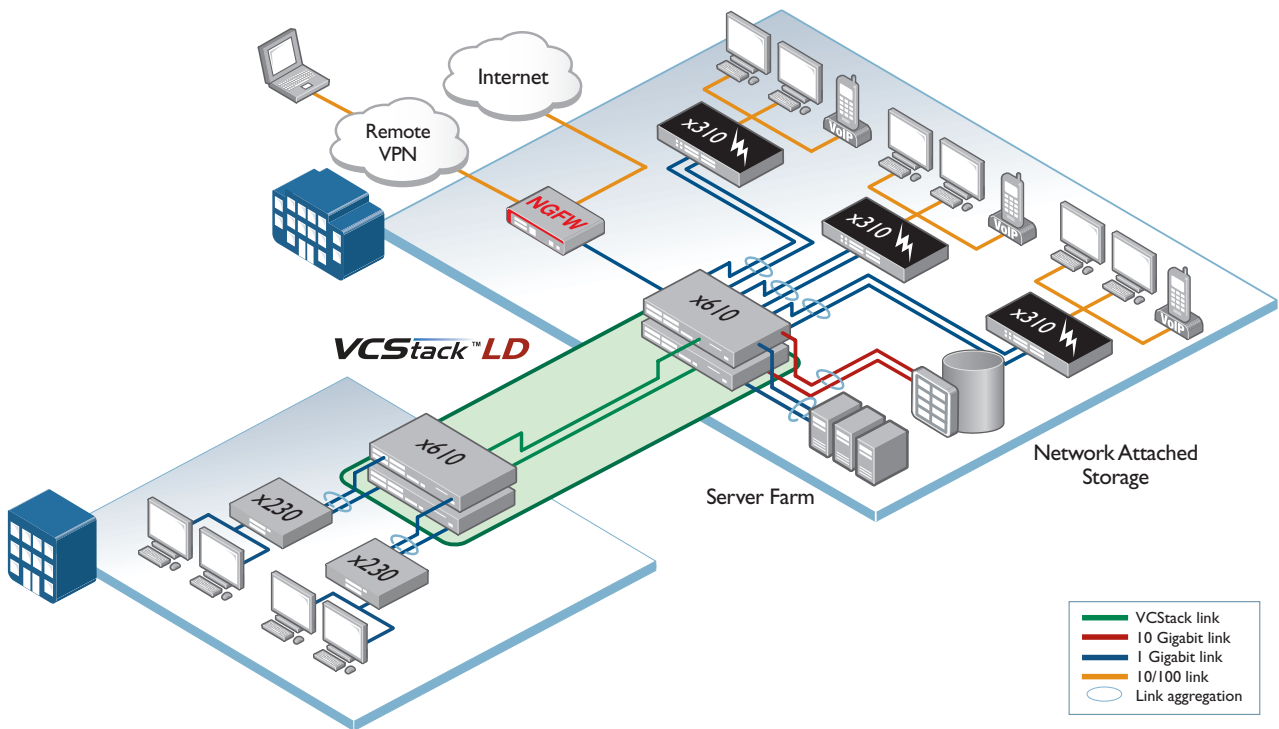 Internet
Remote
VPN
NGFW
x310
VoIP
x310
VoIP
x310
VoIP
x610
VCStack™ LD
x610
x230
x230
Server Farm
Network Attached
Storage
VCStack link
10 Gigabit link
1 Gigabit link
10/100 link
Link aggregation